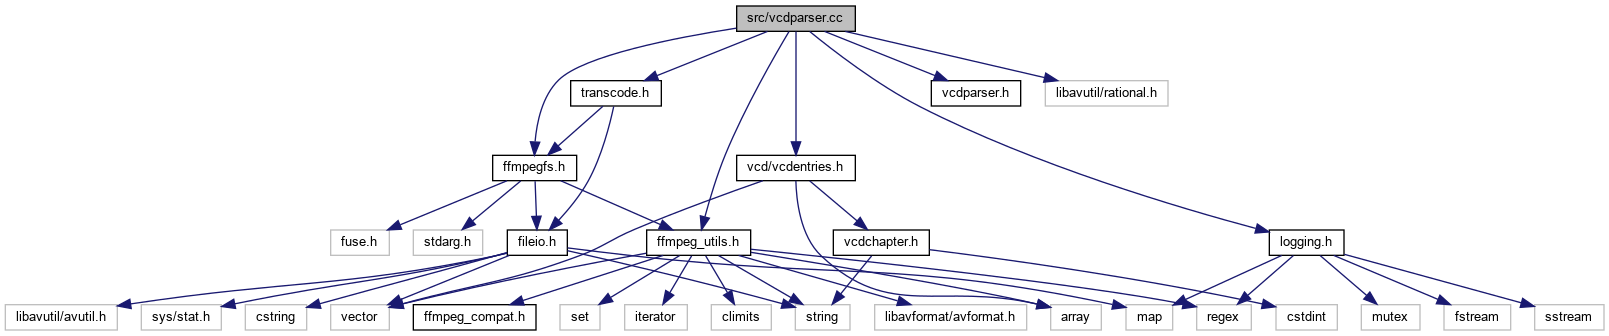 src/vcdparser.cc
transcode.h
vcdparser.h
libavutil/rational.h
ffmpegfs.h
vcd/vcdentries.h
fuse.h
stdarg.h
fileio.h
ffmpeg_utils.h
vcdchapter.h
logging.h
libavutil/avutil.h
sys/stat.h
cstring
vector
ffmpeg_compat.h
set
iterator
climits
string
libavformat/avformat.h
array
map
regex
cstdint
mutex
fstream
sstream